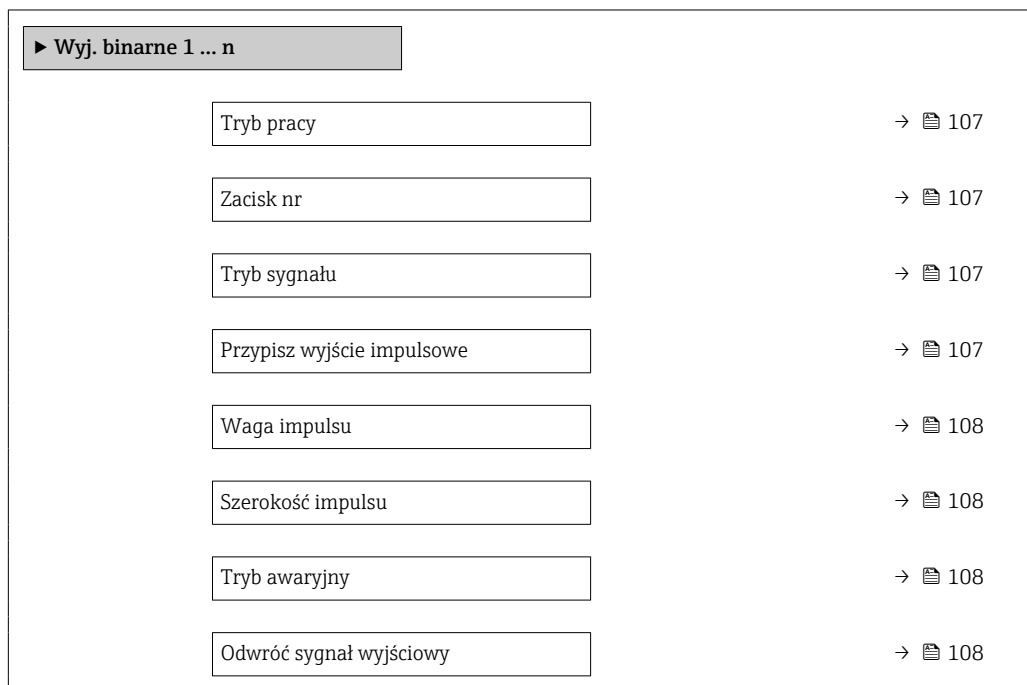 ▶ Wyj. binarne 1 ... n
Tryb pracy → 107
Zacisk nr → 107
Tryb sygnału → 107
Przypisz wyjście impulsowe → 107
Waga impulsu → 108
Szerokość impulsu → 108
Tryb awaryjny → 108
Odwróć sygnał wyjściowy → 108